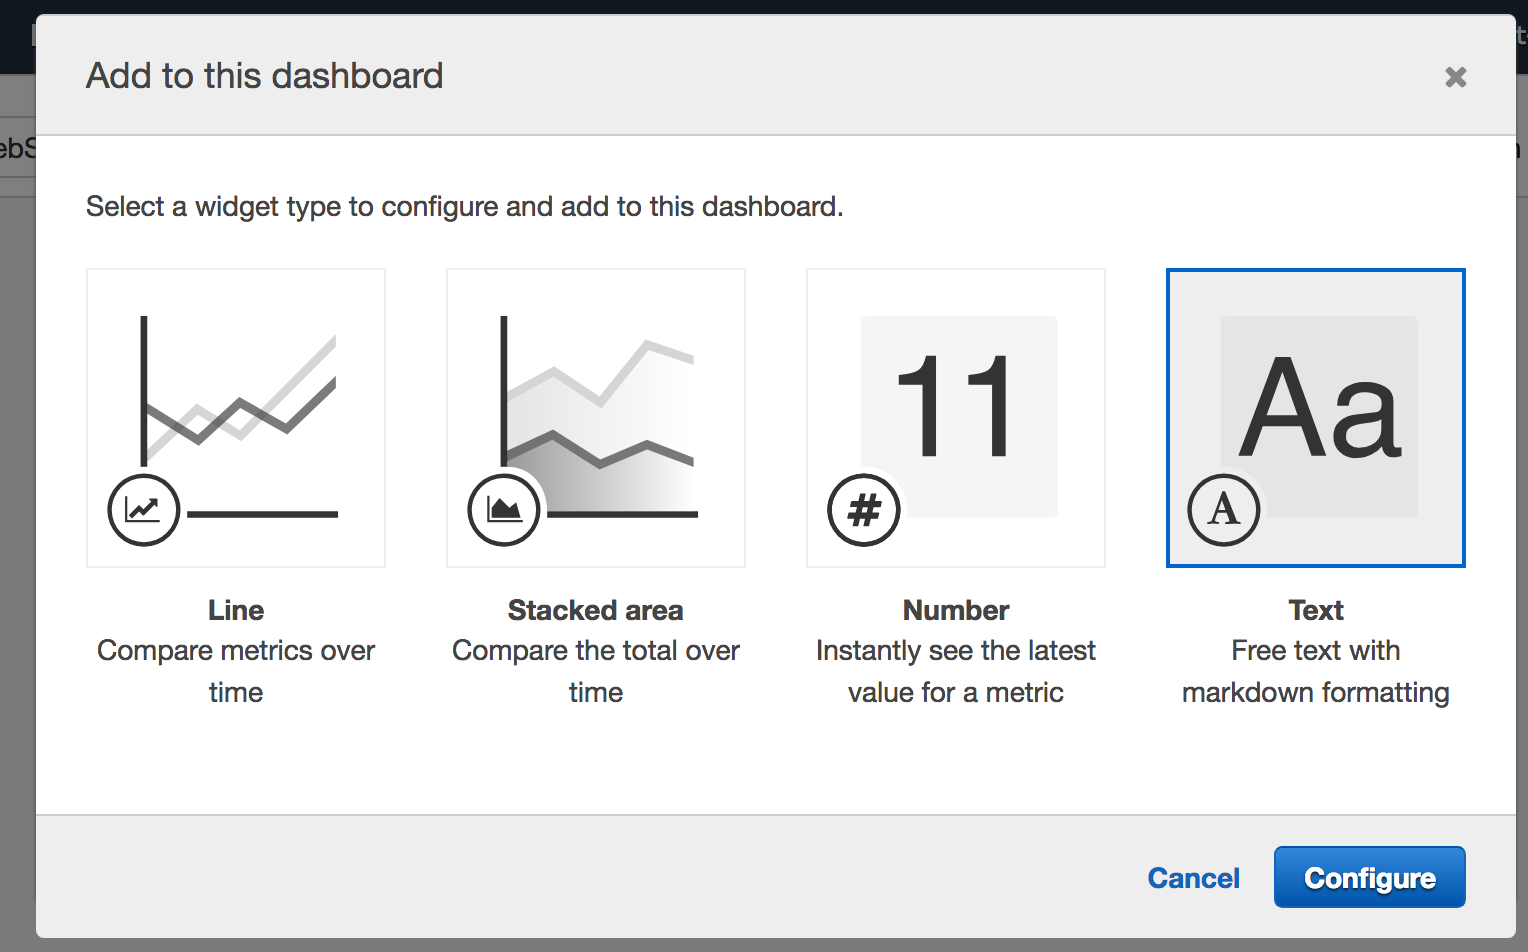 Add to this dashboard
Select a widget type to configure and add to this dashboard.
11
#
Aa
A
Line
Compare metrics over
time
Stacked area
Compare the total over
time
Number
Instantly see the latest
value for a metric
Text
Free text with
markdown formatting
Cancel
Configure